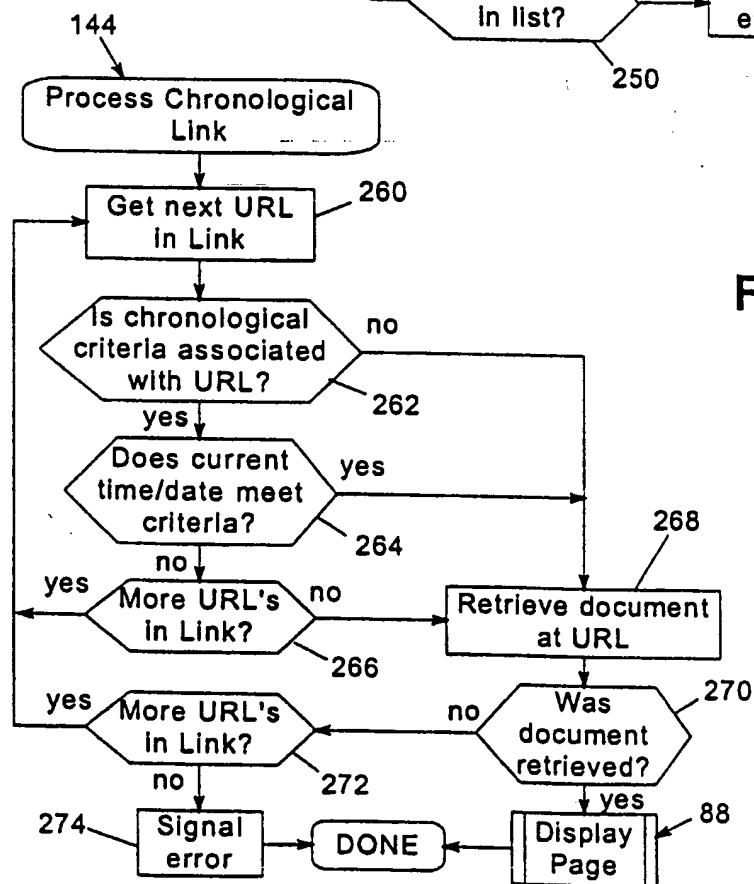 in list?
e
250
144
Process Chronological
Link
Get next URL
in Link
260
F
Is chronological
criteria associated
with URL?
no
262
yes
Does current
time/date meet
criteria?
yes
264
no
268
yes
More URL's
in Link?
no
266
Retrieve document
at URL
yes
More URL's
in Link?
272
no
Was
document
retrieved?
270
no
yes
274
Signal
error
DONE
Display
Page
88